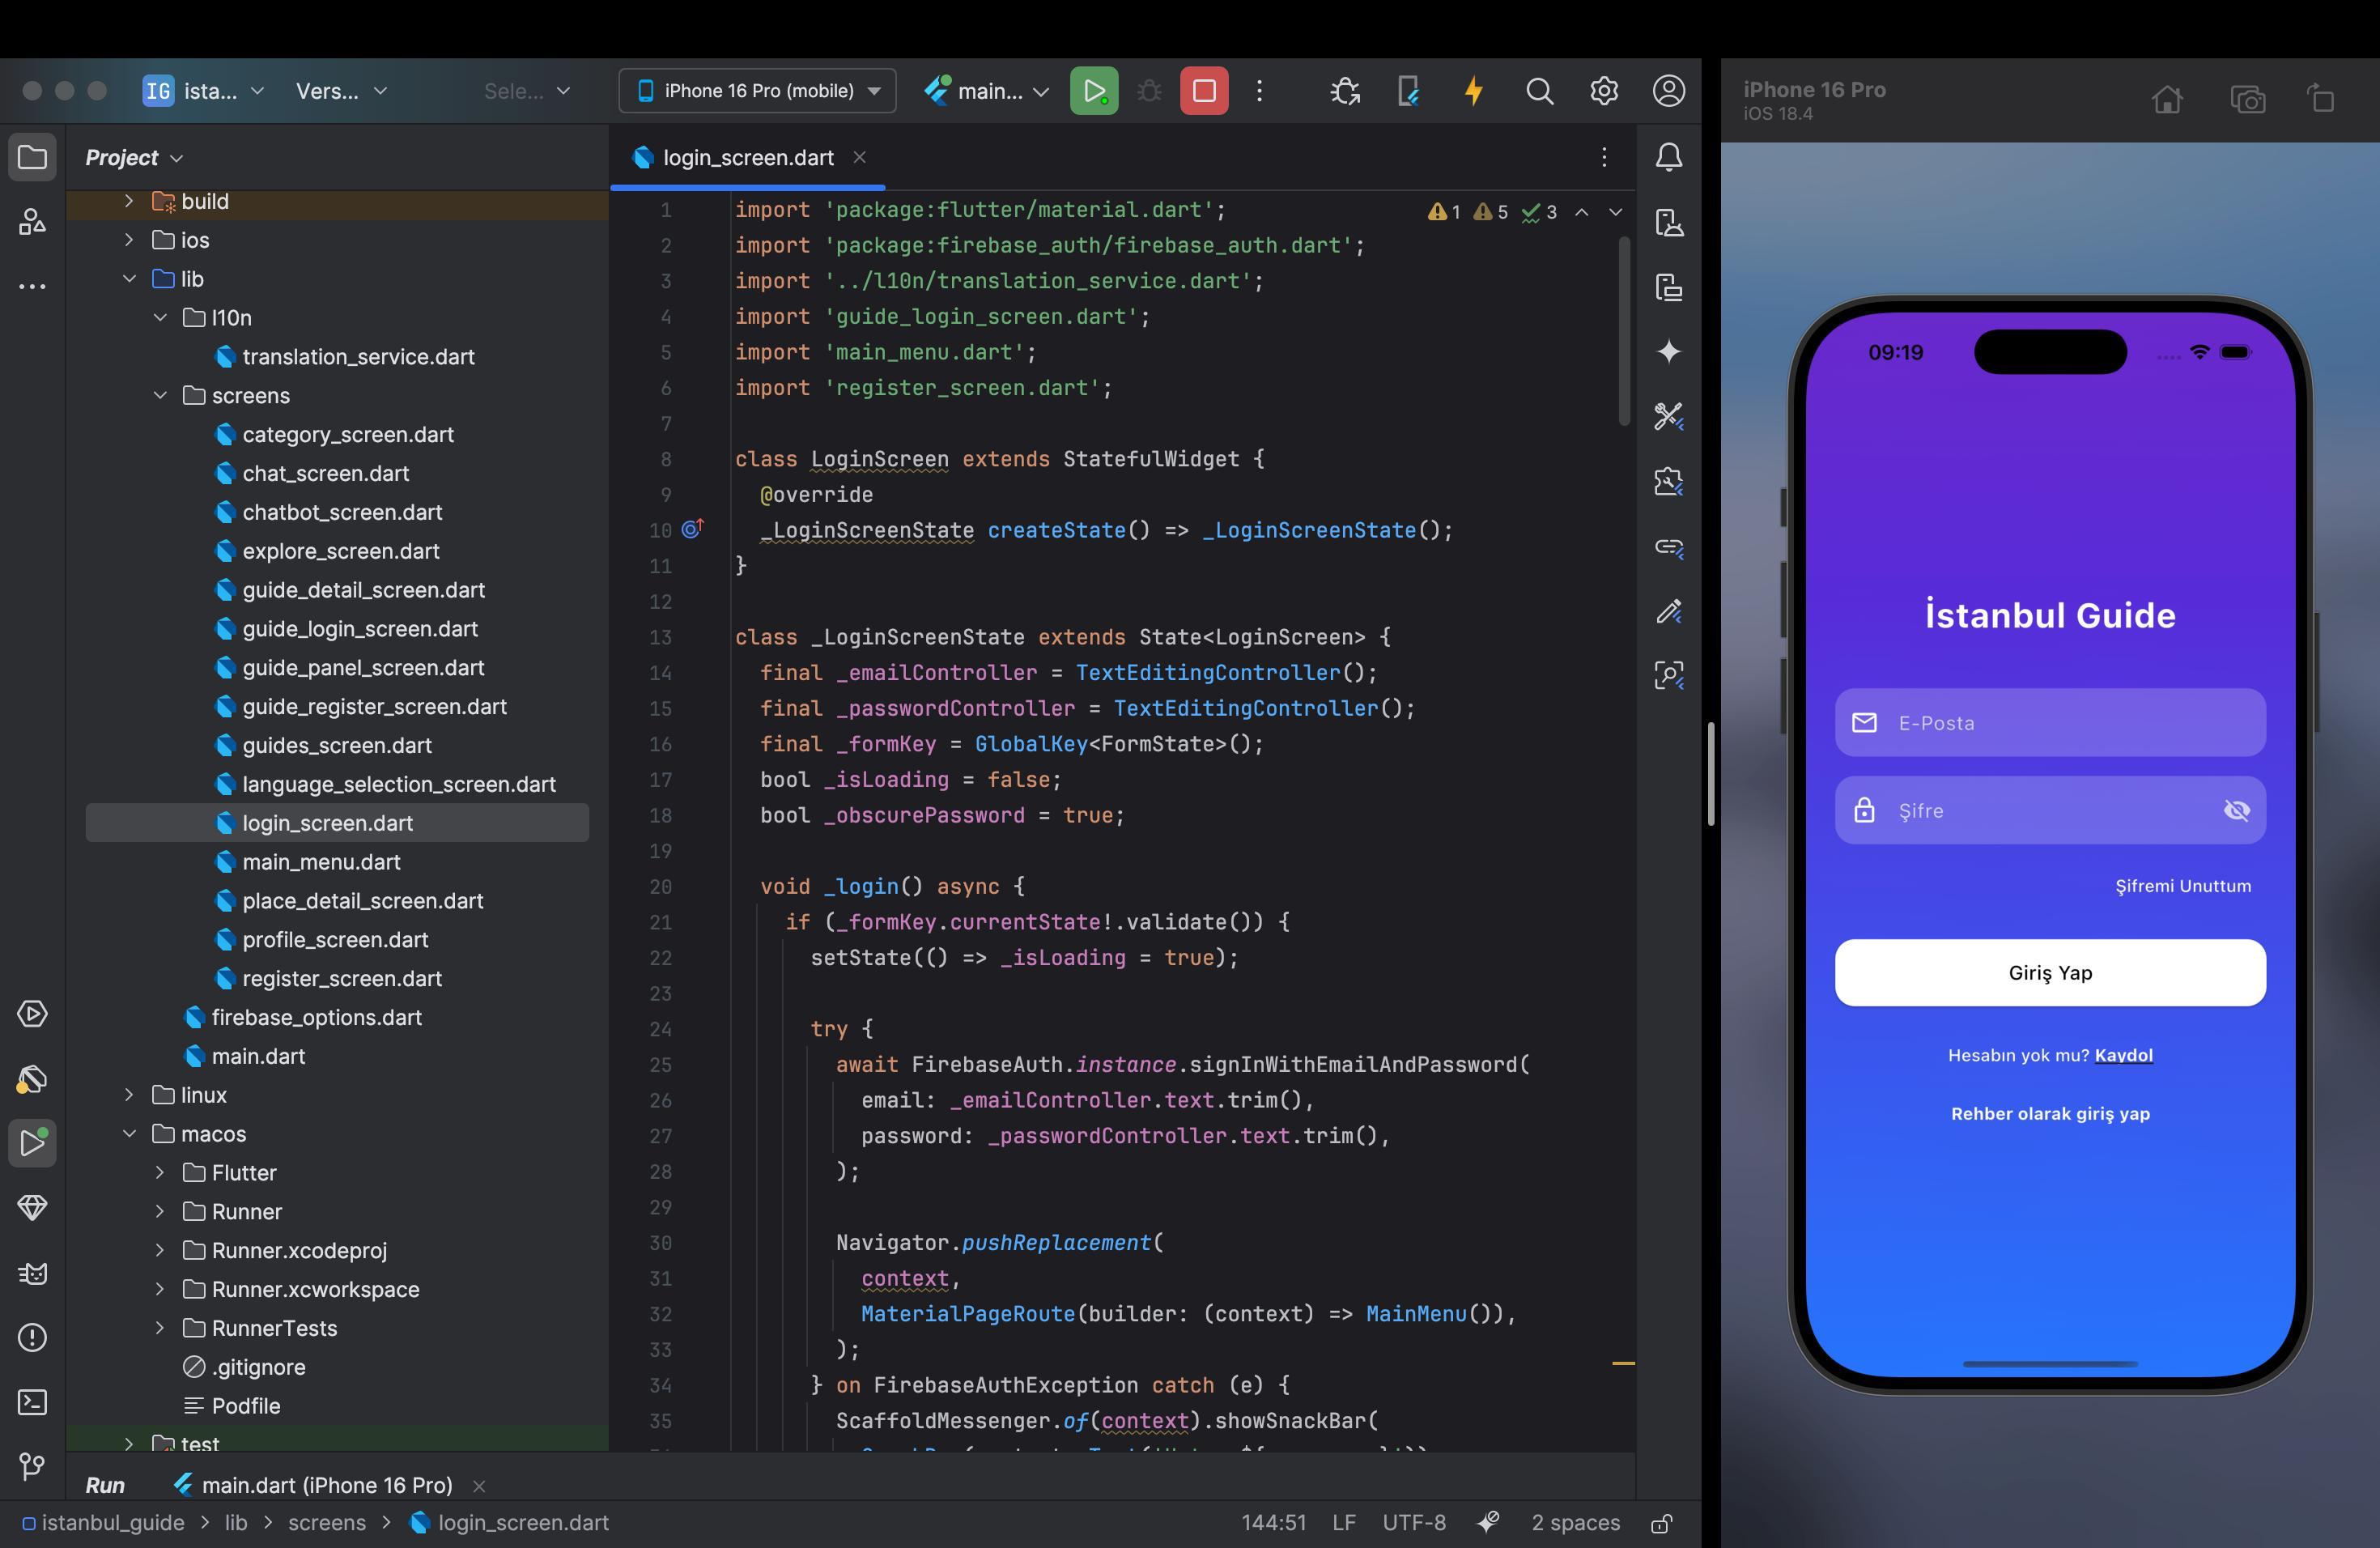 IG ista... Vers... Sele... iPhone 16 Pro (mobile) main...
Project
build
ios
lib
l10n
translation_service.dart
screens
category_screen.dart
chat_screen.dart
chatbot_screen.dart
explore_screen.dart
guide_detail_screen.dart
guide_login_screen.dart
guide_panel_screen.dart
guide_register_screen.dart
guides_screen.dart
language_selection_screen.dart
login_screen.dart
main_menu.dart
place_detail_screen.dart
profile_screen.dart
register_screen.dart
firebase_options.dart
main.dart
linux
macos
Flutter
Runner
Runner.xcodeproj
Runner.xcworkspace
RunnerTests
.gitignore
Podfile
test
login_screen.dart
1 5 3
1 import 'package:flutter/material.dart';
2 import 'package:firebase_auth/firebase_auth.dart';
3 import '../l10n/translation_service.dart';
4 import 'guide_login_screen.dart';
5 import 'main_menu.dart';
6 import 'register_screen.dart';
7
8 class LoginScreen extends StatefulWidget {
9 @override
10 _LoginScreenState createState() => _LoginScreenState();
11 }
12
13 class _LoginScreenState extends State<LoginScreen> {
14 final _emailController = TextEditingController();
15 final _passwordController = TextEditingController();
16 final _formKey = GlobalKey<FormState>();
17 bool _isLoading = false;
18 bool _obscurePassword = true;
19
20 void _login() async {
21 if (_formKey.currentState!.validate()) {
22 setState(() => _isLoading = true);
23
24 try {
25 await FirebaseAuth.instance.signInWithEmailAndPassword(
26 email: _emailController.text.trim(),
27 password: _passwordController.text.trim(),
28 );
29
30 Navigator.pushReplacement(
31 context,
32 MaterialPageRoute(builder: (context) => MainMenu()),
33 );
34 } on FirebaseAuthException catch (e) {
35 ScaffoldMessenger.of(context).showSnackBar(
Run main.dart (iPhone 16 Pro)
istanbul_guide > lib > screens > login_screen.dart
144:51 LF UTF-8 2 spaces
iPhone 16 Pro
iOS 18.4
09:19
İstanbul Guide
E-Posta
Şifre
Şifremi Unuttum
Giriş Yap
Hesabın yok mu? Kaydol
Rehber olarak giriş yap